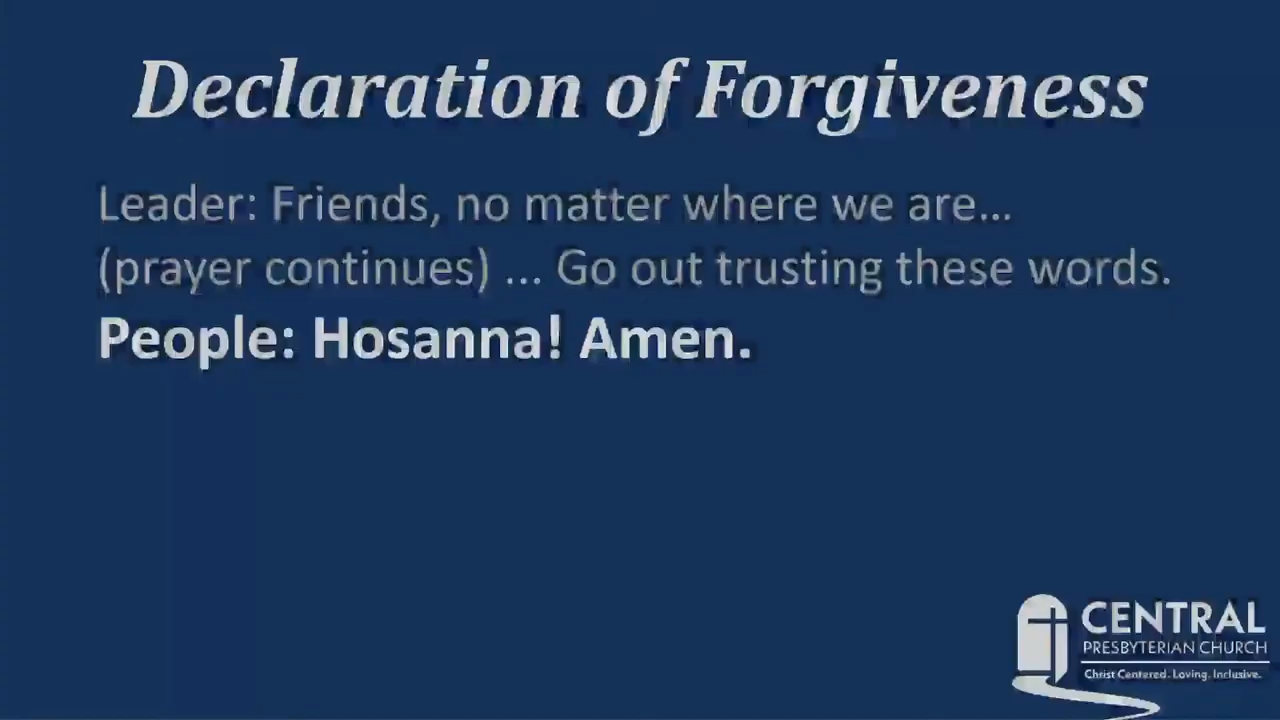 Declaration of Forgiveness
Leader: Friends, no matter where we are...
(prayer continues) ... Go out trusting these words.
People: Hosanna! Amen.
CENTRAL
PRESBYTERIAN CHURCH
Christ Centered. Loving. Inclusive.